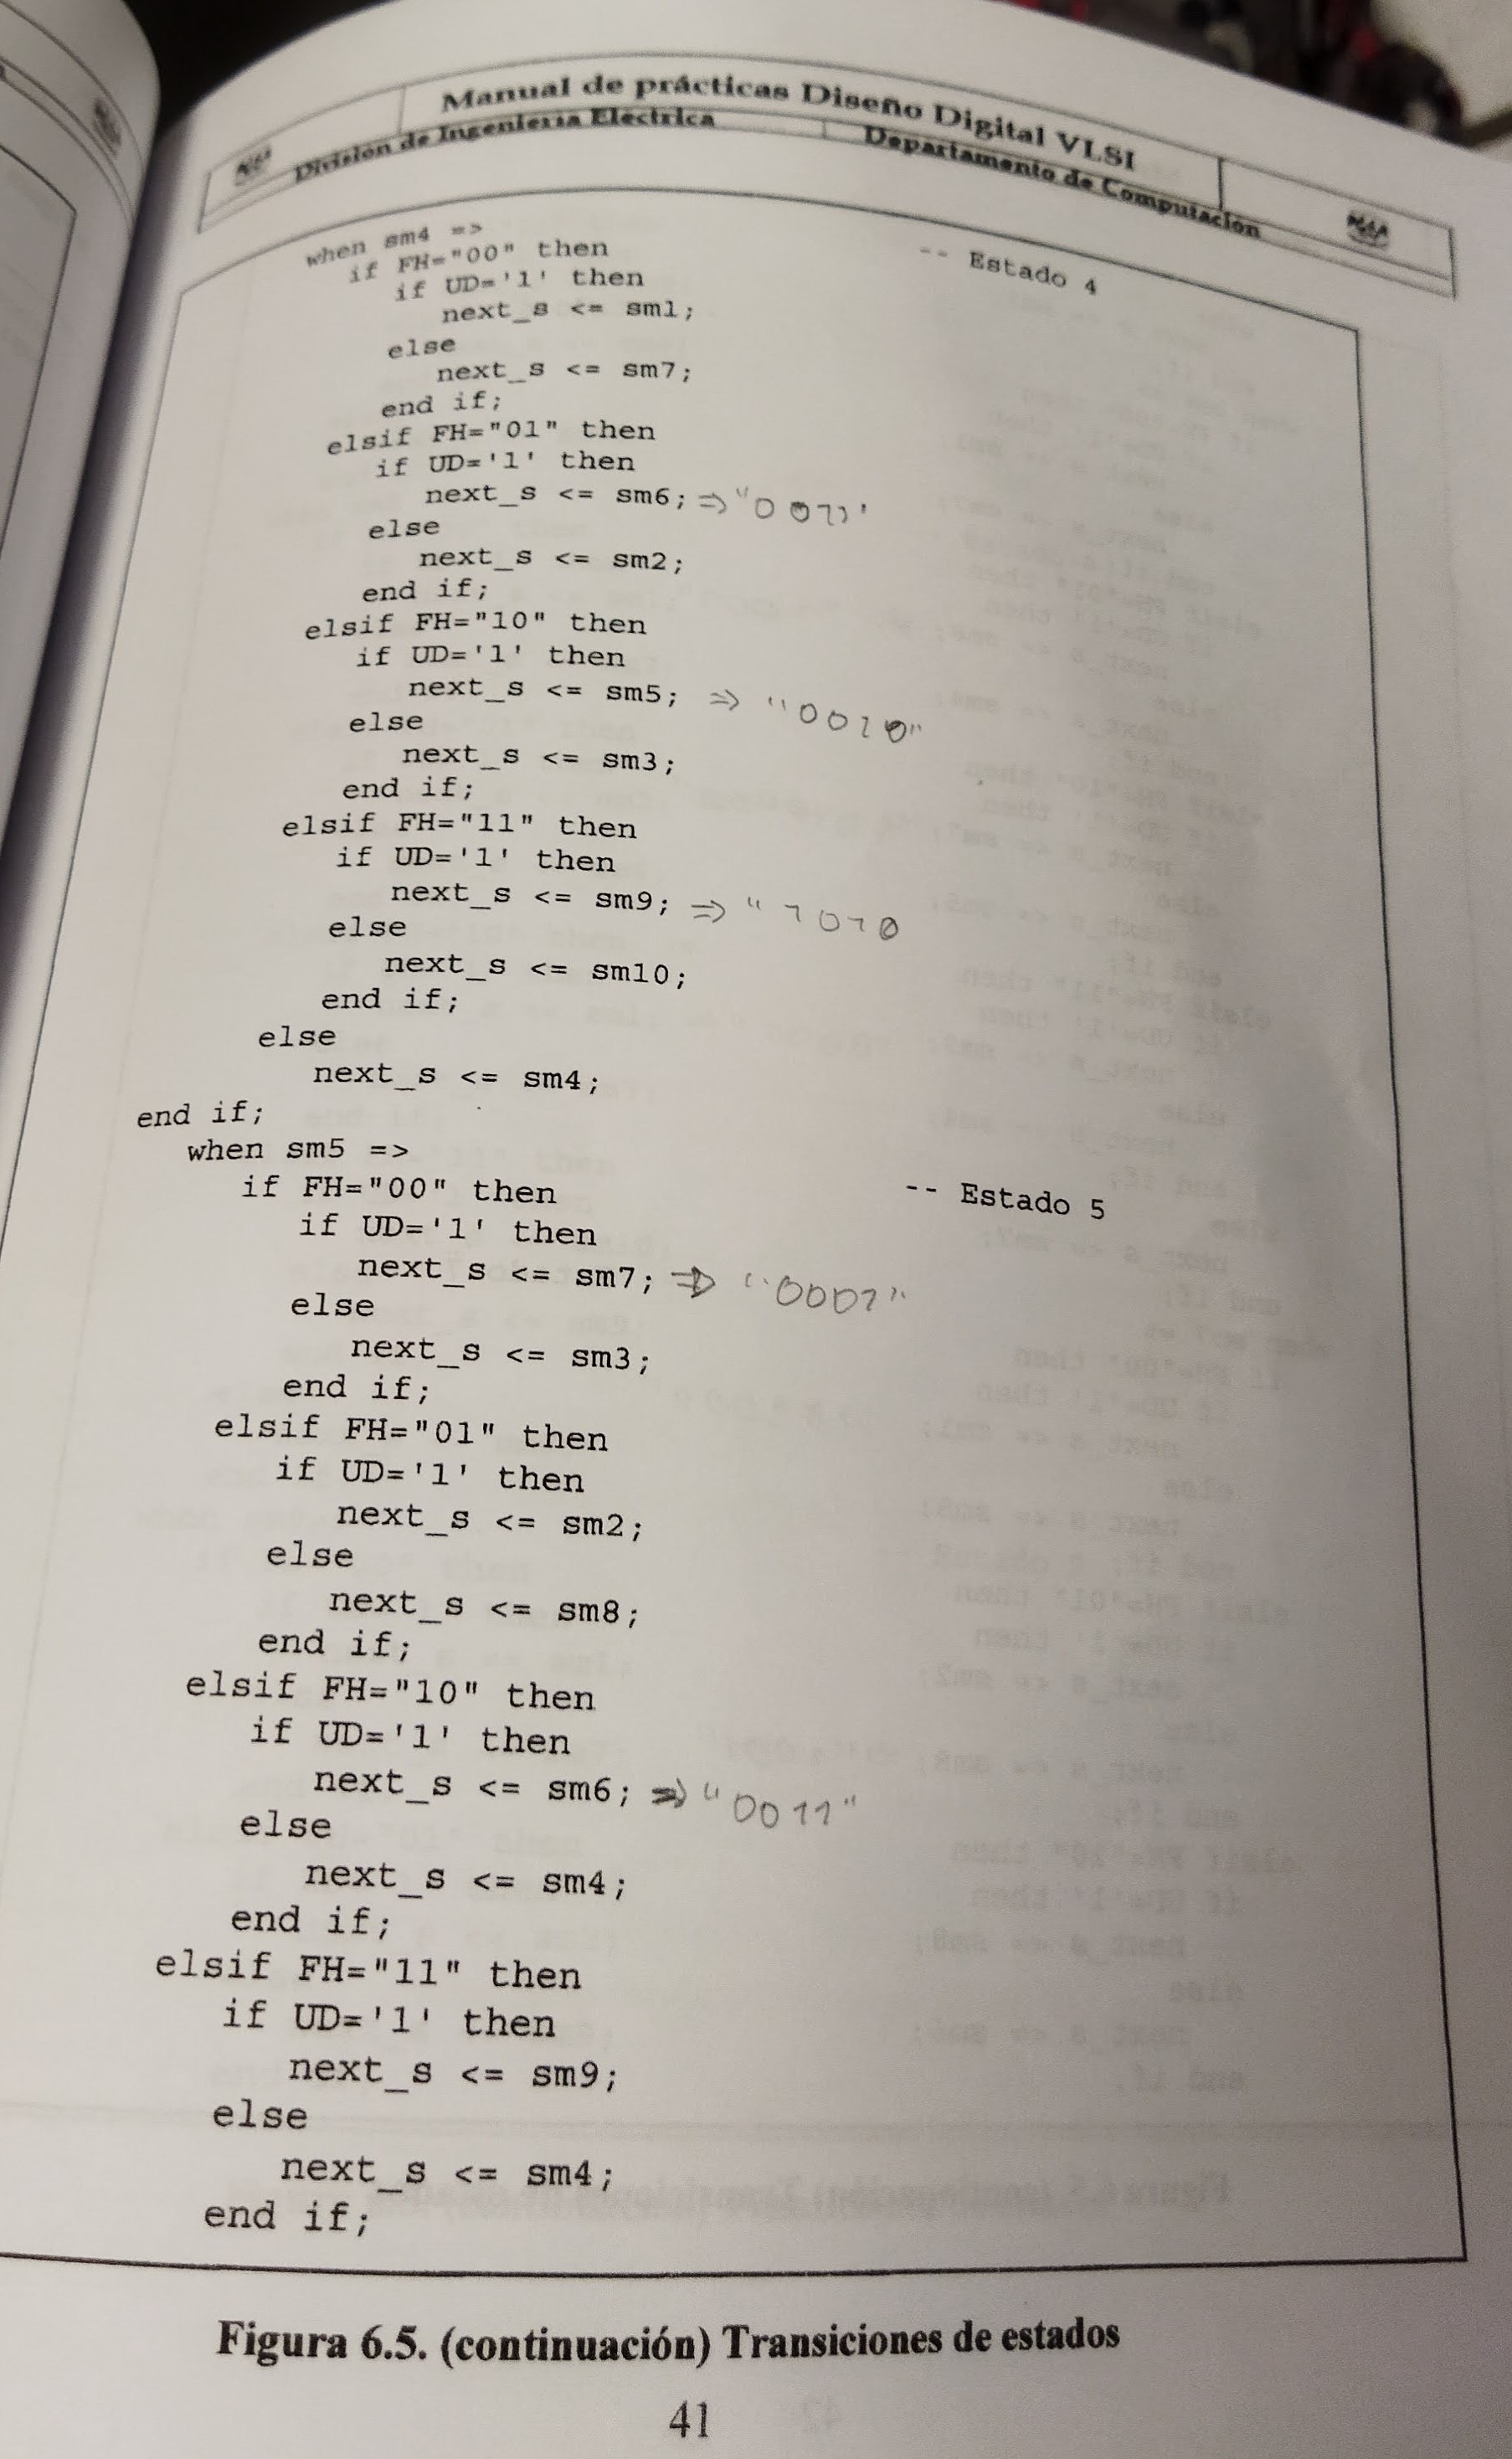 Manual de prácticas Diseño Digital VLSI
División de Ingeniería Eléctrica
Departamento de Computación
when sm4 => -- Estado 4
if FH="00" then
if UD='1' then
next_s <= sm1;
else
next_s <= sm7;
end if;
elsif FH="01" then
if UD='1' then
next_s <= sm6; => "0011"
else
next_s <= sm2;
end if;
elsif FH="10" then
if UD='1' then
next_s <= sm5; => "0010"
else
next_s <= sm3;
end if;
elsif FH="11" then
if UD='1' then
next_s <= sm9; => "1010
else
next_s <= sm10;
end if;
else
next_s <= sm4;
end if;
when sm5 => -- Estado 5
if FH="00" then
if UD='1' then
next_s <= sm7; => "0001"
else
next_s <= sm3;
end if;
elsif FH="01" then
if UD='1' then
next_s <= sm2;
else
next_s <= sm8;
end if;
elsif FH="10" then
if UD='1' then
next_s <= sm6; => "0011"
else
next_s <= sm4;
end if;
elsif FH="11" then
if UD='1' then
next_s <= sm9;
else
next_s <= sm4;
end if;
Figura 6.5. (continuación) Transiciones de estados
41